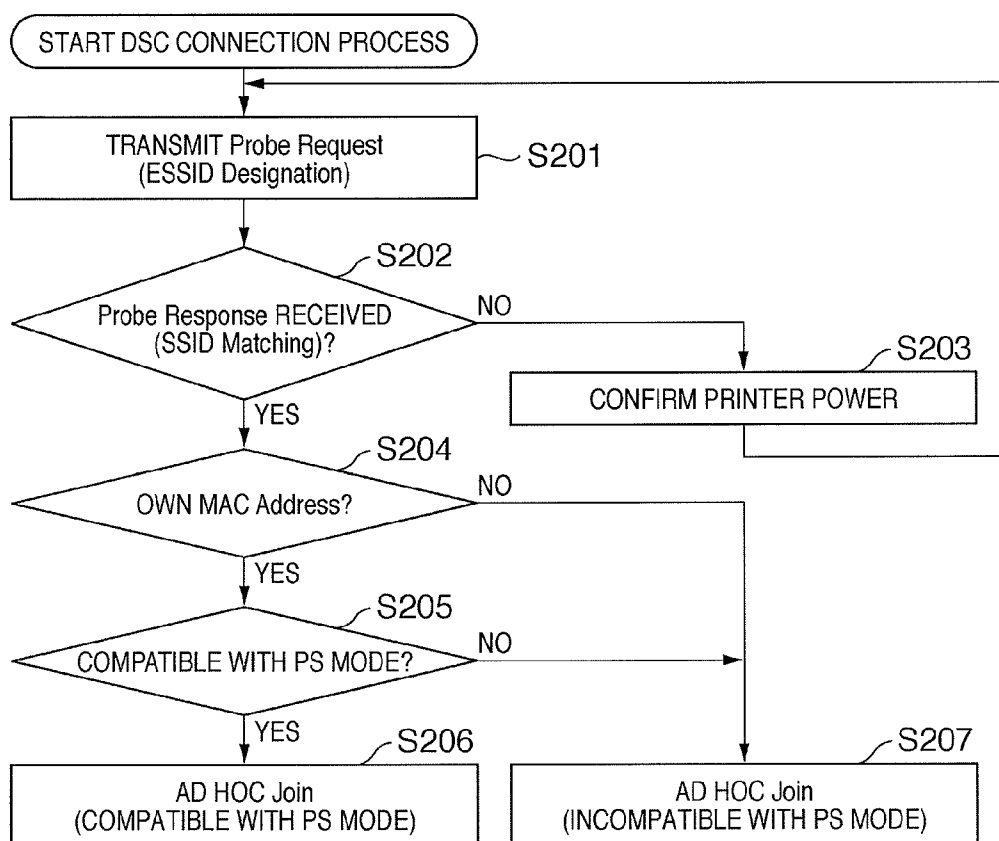 START DSC CONNECTION PROCESS
TRANSMIT Probe Request
(ESSID Designation)
S201
S202
Probe Response RECEIVED
(SSID Matching)?
NO
S203
CONFIRM PRINTER POWER
YES
S204
OWN MAC Address?
NO
YES
S205
COMPATIBLE WITH PS MODE?
NO
YES
S206
AD HOC Join
(COMPATIBLE WITH PS MODE)
S207
AD HOC Join
(INCOMPATIBLE WITH PS MODE)